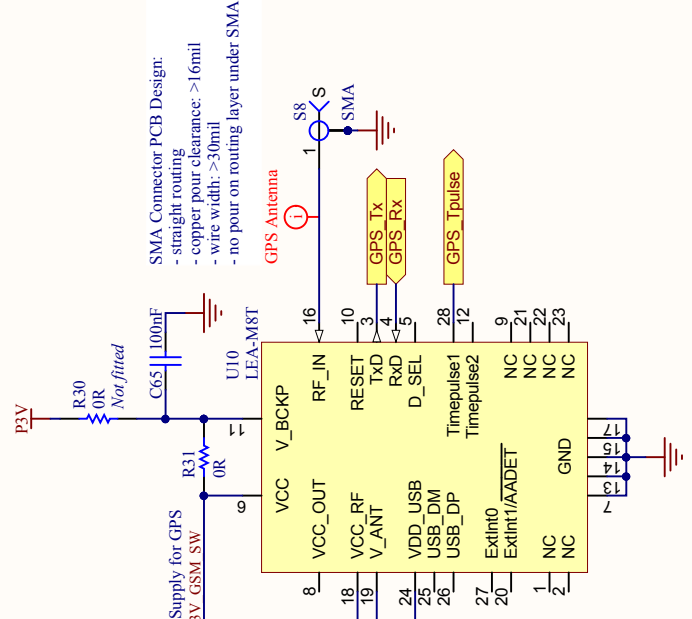 SMA Connector PCB Design:
- straight routing
- copper pour clearance: >16mil
- wire width: >30mil
- no pour on routing layer under SMA
GPS Antenna
i
S8
S
SMA
1
GPS_Tx
GPS_Rx
GPS_Tpulse
P3V
R30
0R
Not fitted
C65
100nF
R31
0R
U10
LEA-M8T
11
V_BCKP
6
VCC
16
RF_IN
10
RESET
3
TxD
4
RxD
5
D_SEL
28
Timepulse1
12
Timepulse2
9
NC
21
NC
22
NC
23
NC
GND
17
15
14
13
7
8
VCC_OUT
18
VCC_RF
19
V_ANT
24
VDD_USB
25
USB_DM
26
USB_DP
27
ExtInt0
20
ExtInt1/AADET
1
NC
2
NC
Supply for GPS
3V_GSM_SW